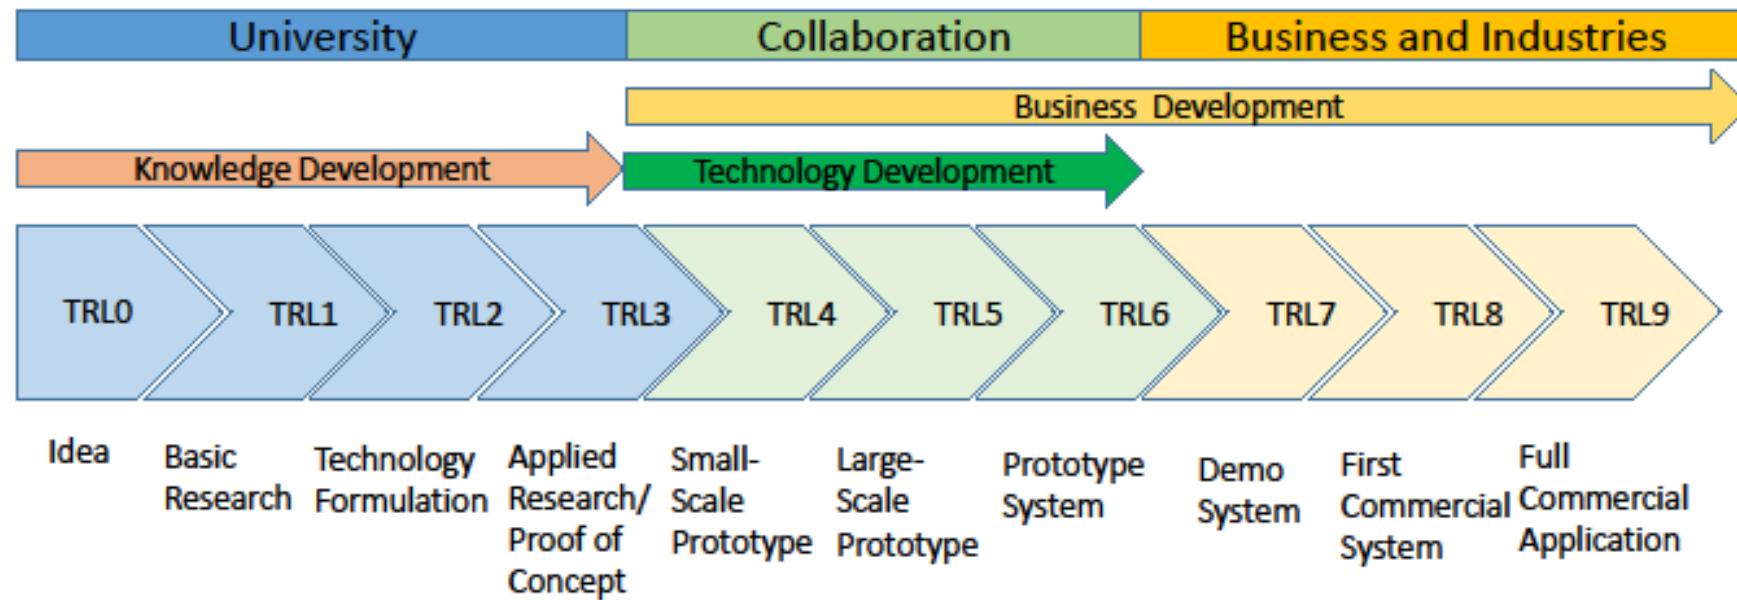 University
Collaboration
Business and Industries
Business Development
Knowledge Development
Technology Development
TRL0
TRL1
TRL2
TRL3
TRL4
TRL5
TRL6
TRL7
TRL8
TRL9
Idea
Basic
Research
Technology
Formulation
Applied
Research/
Proof of
Concept
Small-
Scale
Prototype
Large-
Scale
Prototype
Prototype
System
Demo
System
First
Commercial
System
Full
Commercial
Application